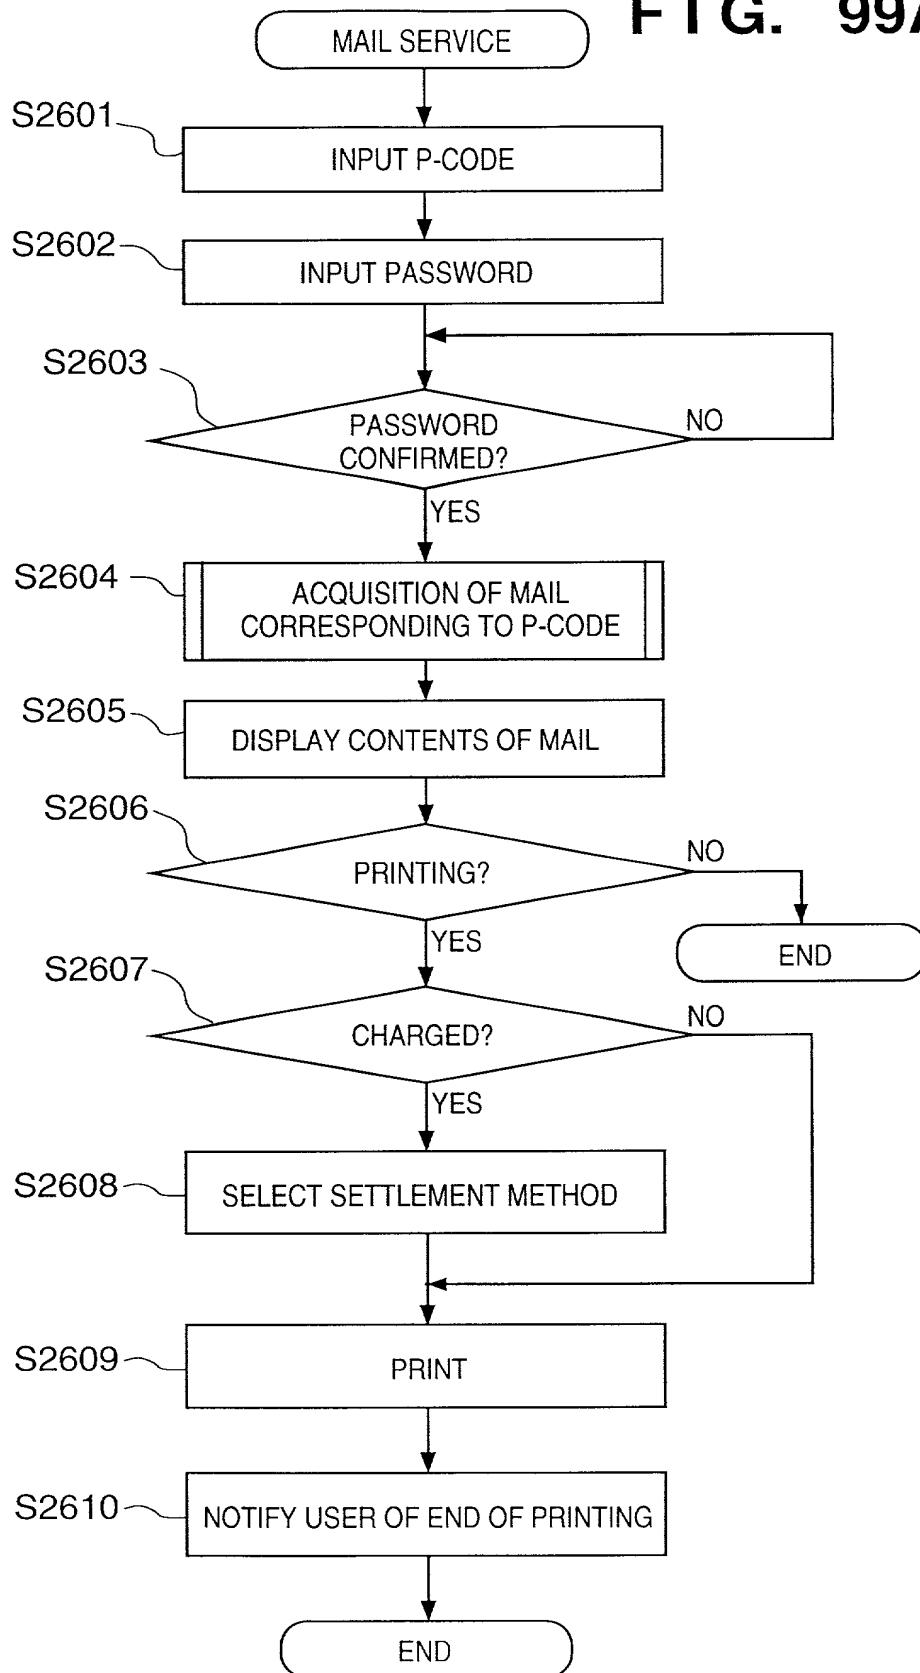 FIG. 99A
MAIL SERVICE
S2601
INPUT P-CODE
S2602
INPUT PASSWORD
S2603
PASSWORD
CONFIRMED?
NO
YES
S2604
ACQUISITION OF MAIL
CORRESPONDING TO P-CODE
S2605
DISPLAY CONTENTS OF MAIL
S2606
PRINTING?
NO
YES
END
S2607
CHARGED?
NO
YES
S2608
SELECT SETTLEMENT METHOD
S2609
PRINT
S2610
NOTIFY USER OF END OF PRINTING
END